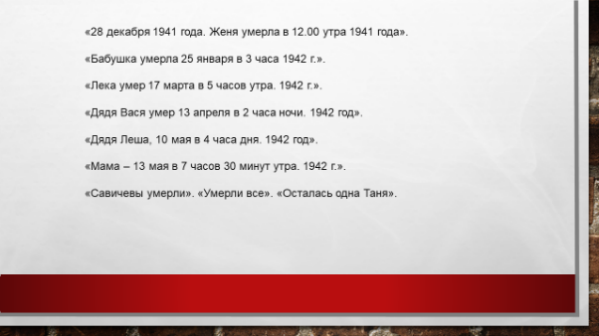 «28 декабря 1941 года. Женя умерла в 12.00 утра 1941 года».
«Бабушка умерла 25 января в 3 часа 1942 г.».
«Лека умер 17 марта в 5 часов утра. 1942 г.».
«Дядя Вася умер 13 апреля в 2 часа ночи. 1942 год».
«Дядя Леша, 10 мая в 4 часа дня. 1942 год».
«Мама – 13 мая в 7 часов 30 минут утра. 1942 г.».
«Савичевы умерли». «Умерли все». «Осталась одна Таня».